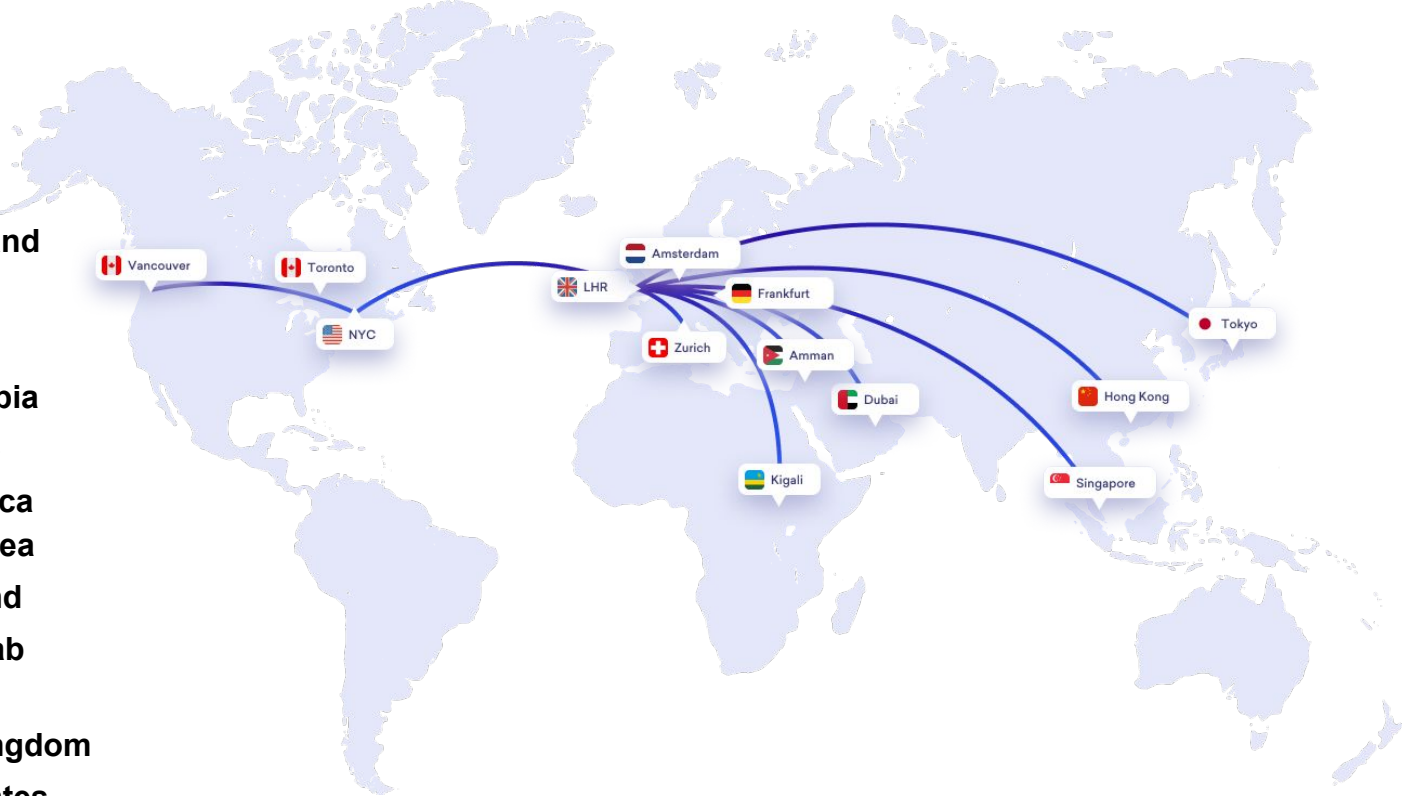 nd
bia
ca
ea
nd
ab
ngdom
ates
Amsterdam
Vancouver
Toronto
LHR
Frankfurt
Tokyo
NYC
Zurich
Amman
Dubai
Hong Kong
Kigali
Singapore